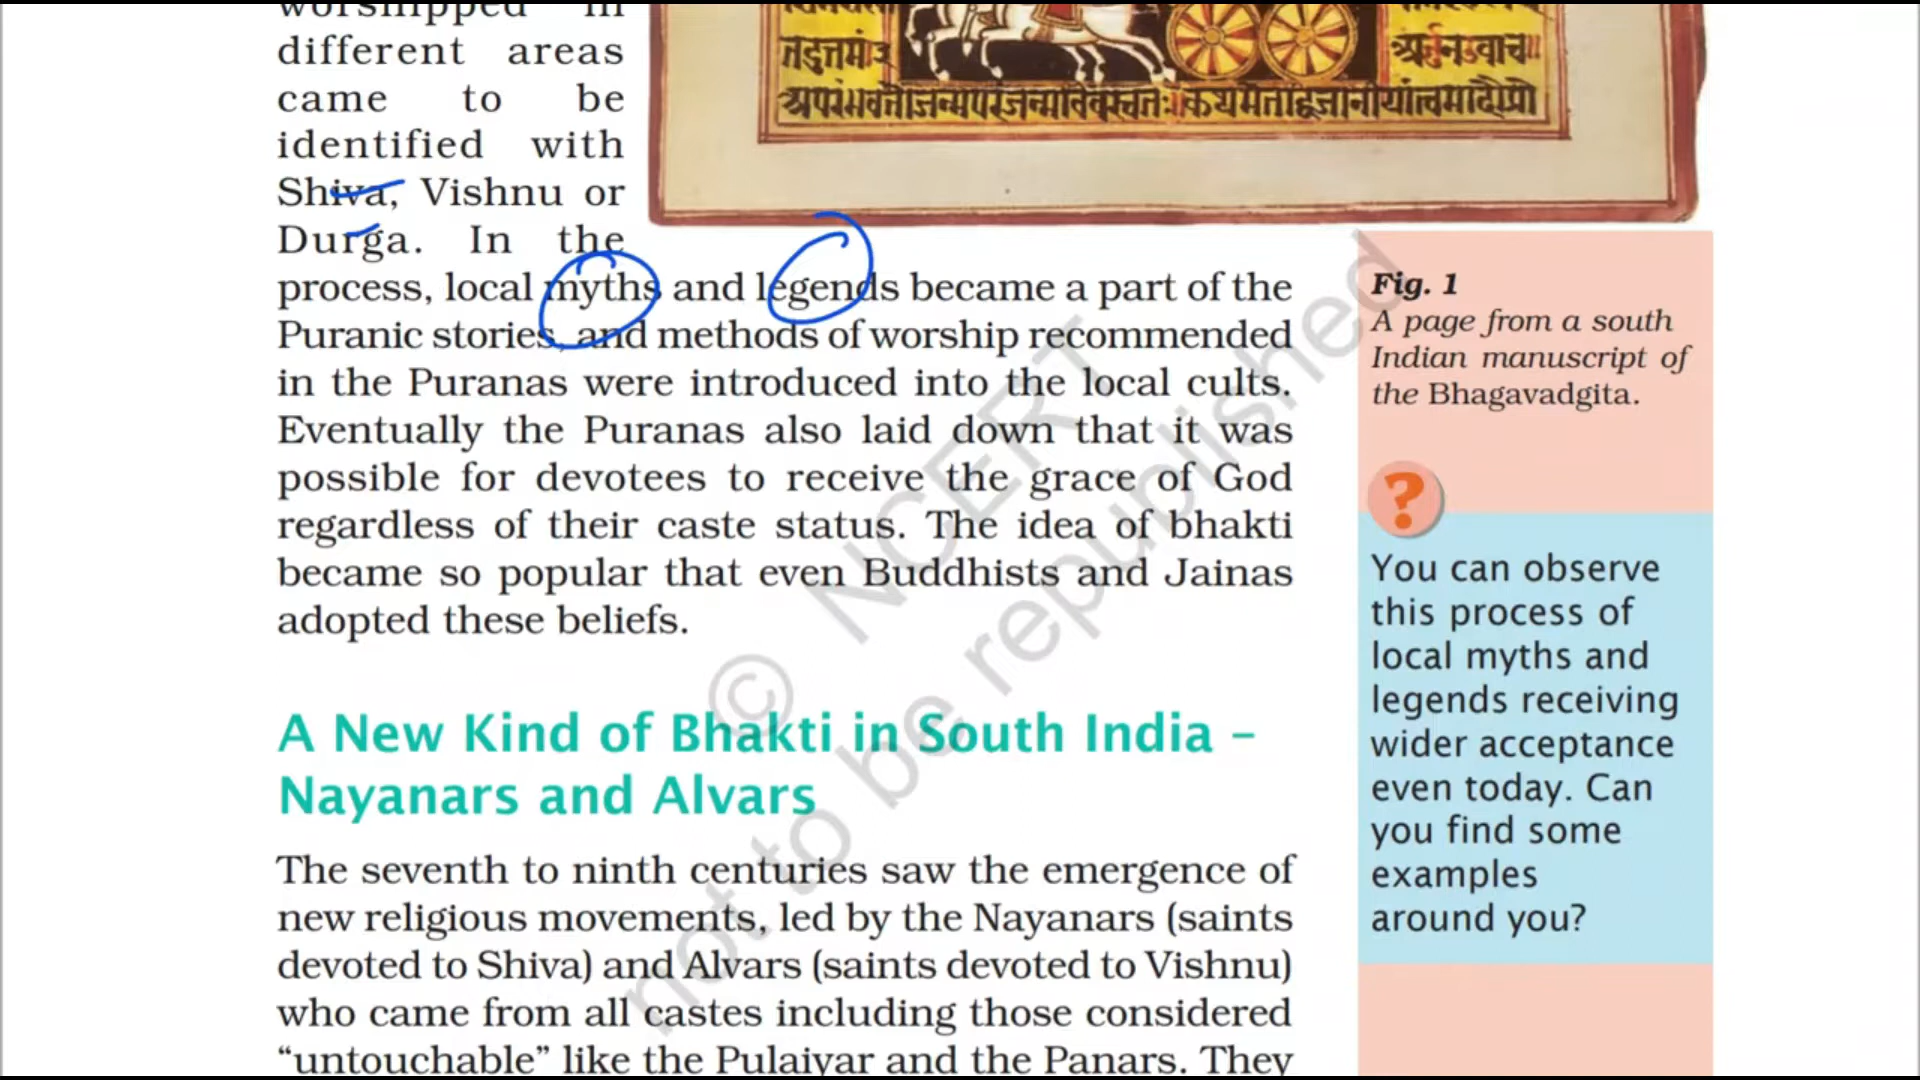 worshipped in
different areas
came to be
identified with
Shiva, Vishnu or
Durga. In the
process, local myths and legends became a part of the
Puranic stories, and methods of worship recommended
in the Puranas were introduced into the local cults.
Eventually the Puranas also laid down that it was
possible for devotees to receive the grace of God
regardless of their caste status. The idea of bhakti
became so popular that even Buddhists and Jainas
adopted these beliefs.
A New Kind of Bhakti in South India –
Nayanars and Alvars
The seventh to ninth centuries saw the emergence of
new religious movements, led by the Nayanars (saints
devoted to Shiva) and Alvars (saints devoted to Vishnu)
who came from all castes including those considered
“untouchable” like the Pulaiyar and the Panars. They
Fig. 1
A page from a south
Indian manuscript of
the Bhagavadgita.
?
You can observe
this process of
local myths and
legends receiving
wider acceptance
even today. Can
you find some
examples
around you?
© NCERT
not to be republished